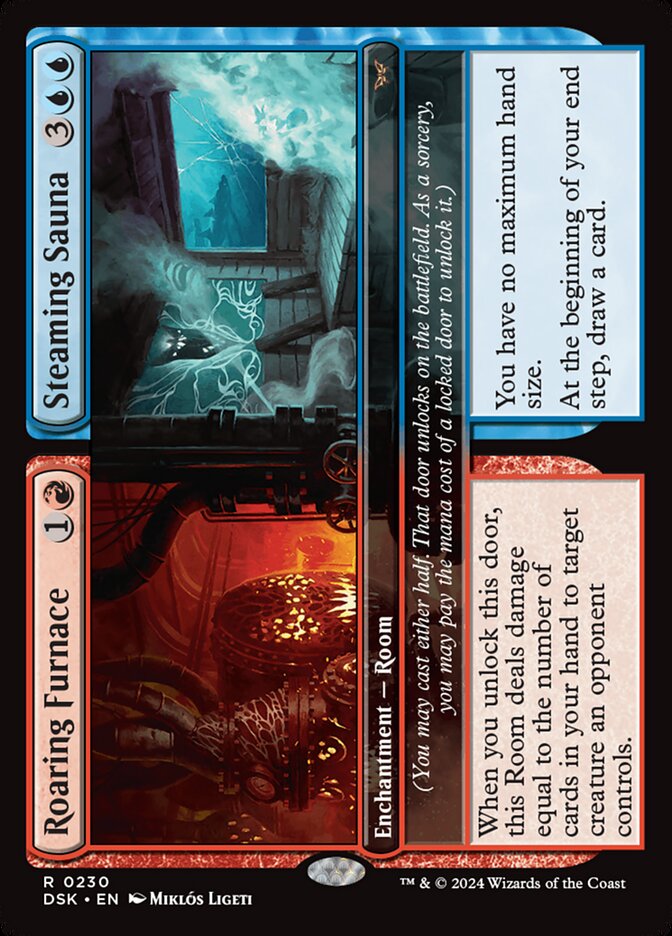 Roaring Furnace 1
Enchantment — Room
(You may cast either half. That door unlocks on the battlefield. As a sorcery,
you may pay the mana cost of a locked door to unlock it.)
When you unlock this door,
this Room deals damage
equal to the number of
cards in your hand to target
creature an opponent
controls.
Steaming Sauna 3
You have no maximum hand
size.
At the beginning of your end
step, draw a card.
R 0230
DSK • EN Miklós Ligeti
™ & © 2024 Wizards of the Coast